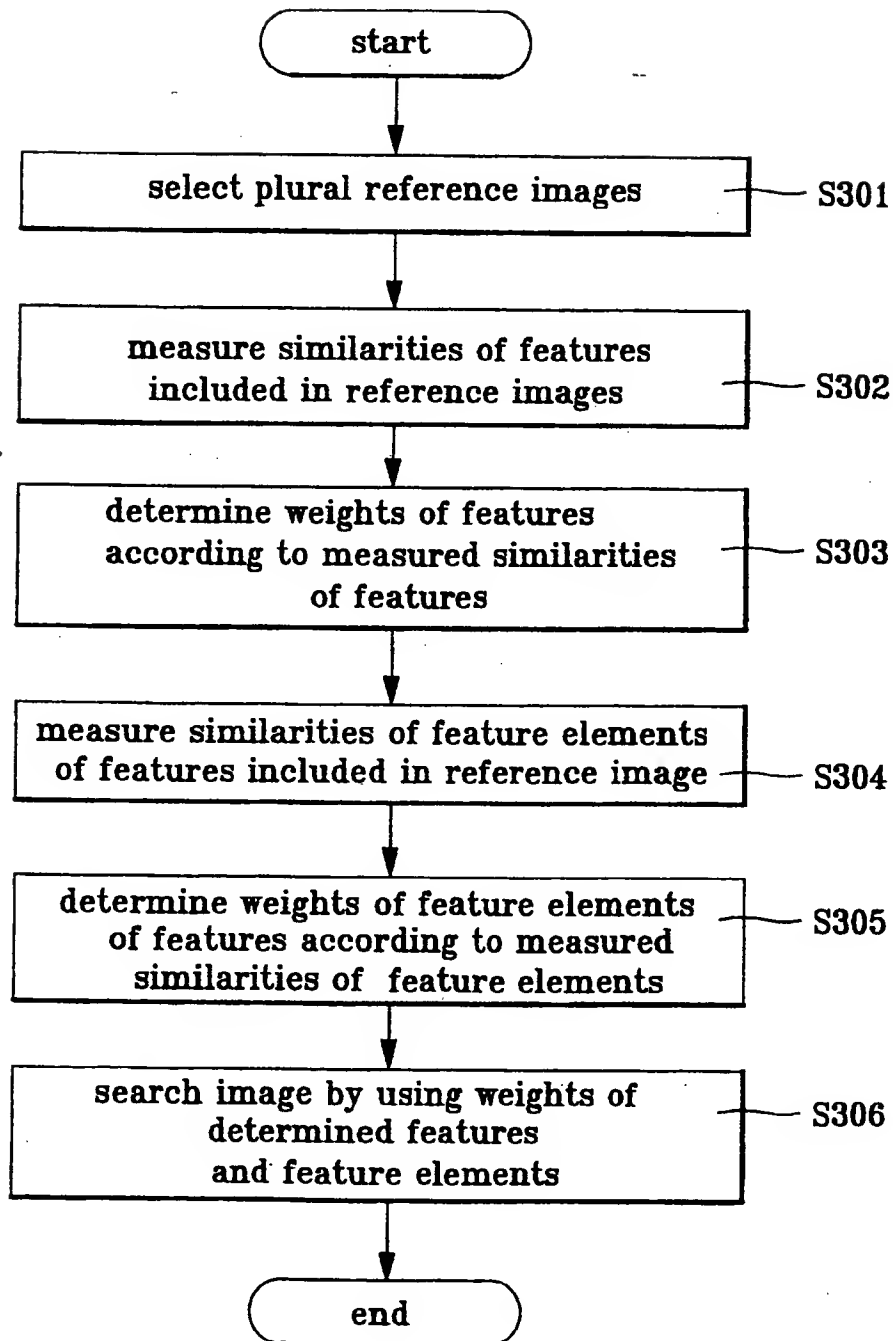 start
select plural reference images
S301
measure similarities of features
included in reference images
S302
determine weights of features
according to measured similarities
of features
S303
measure similarities of feature elements
of features included in reference image
S304
determine weights of feature elements
of features according to measured
similarities of feature elements
S305
search image by using weights of
determined features
and feature elements
S306
end